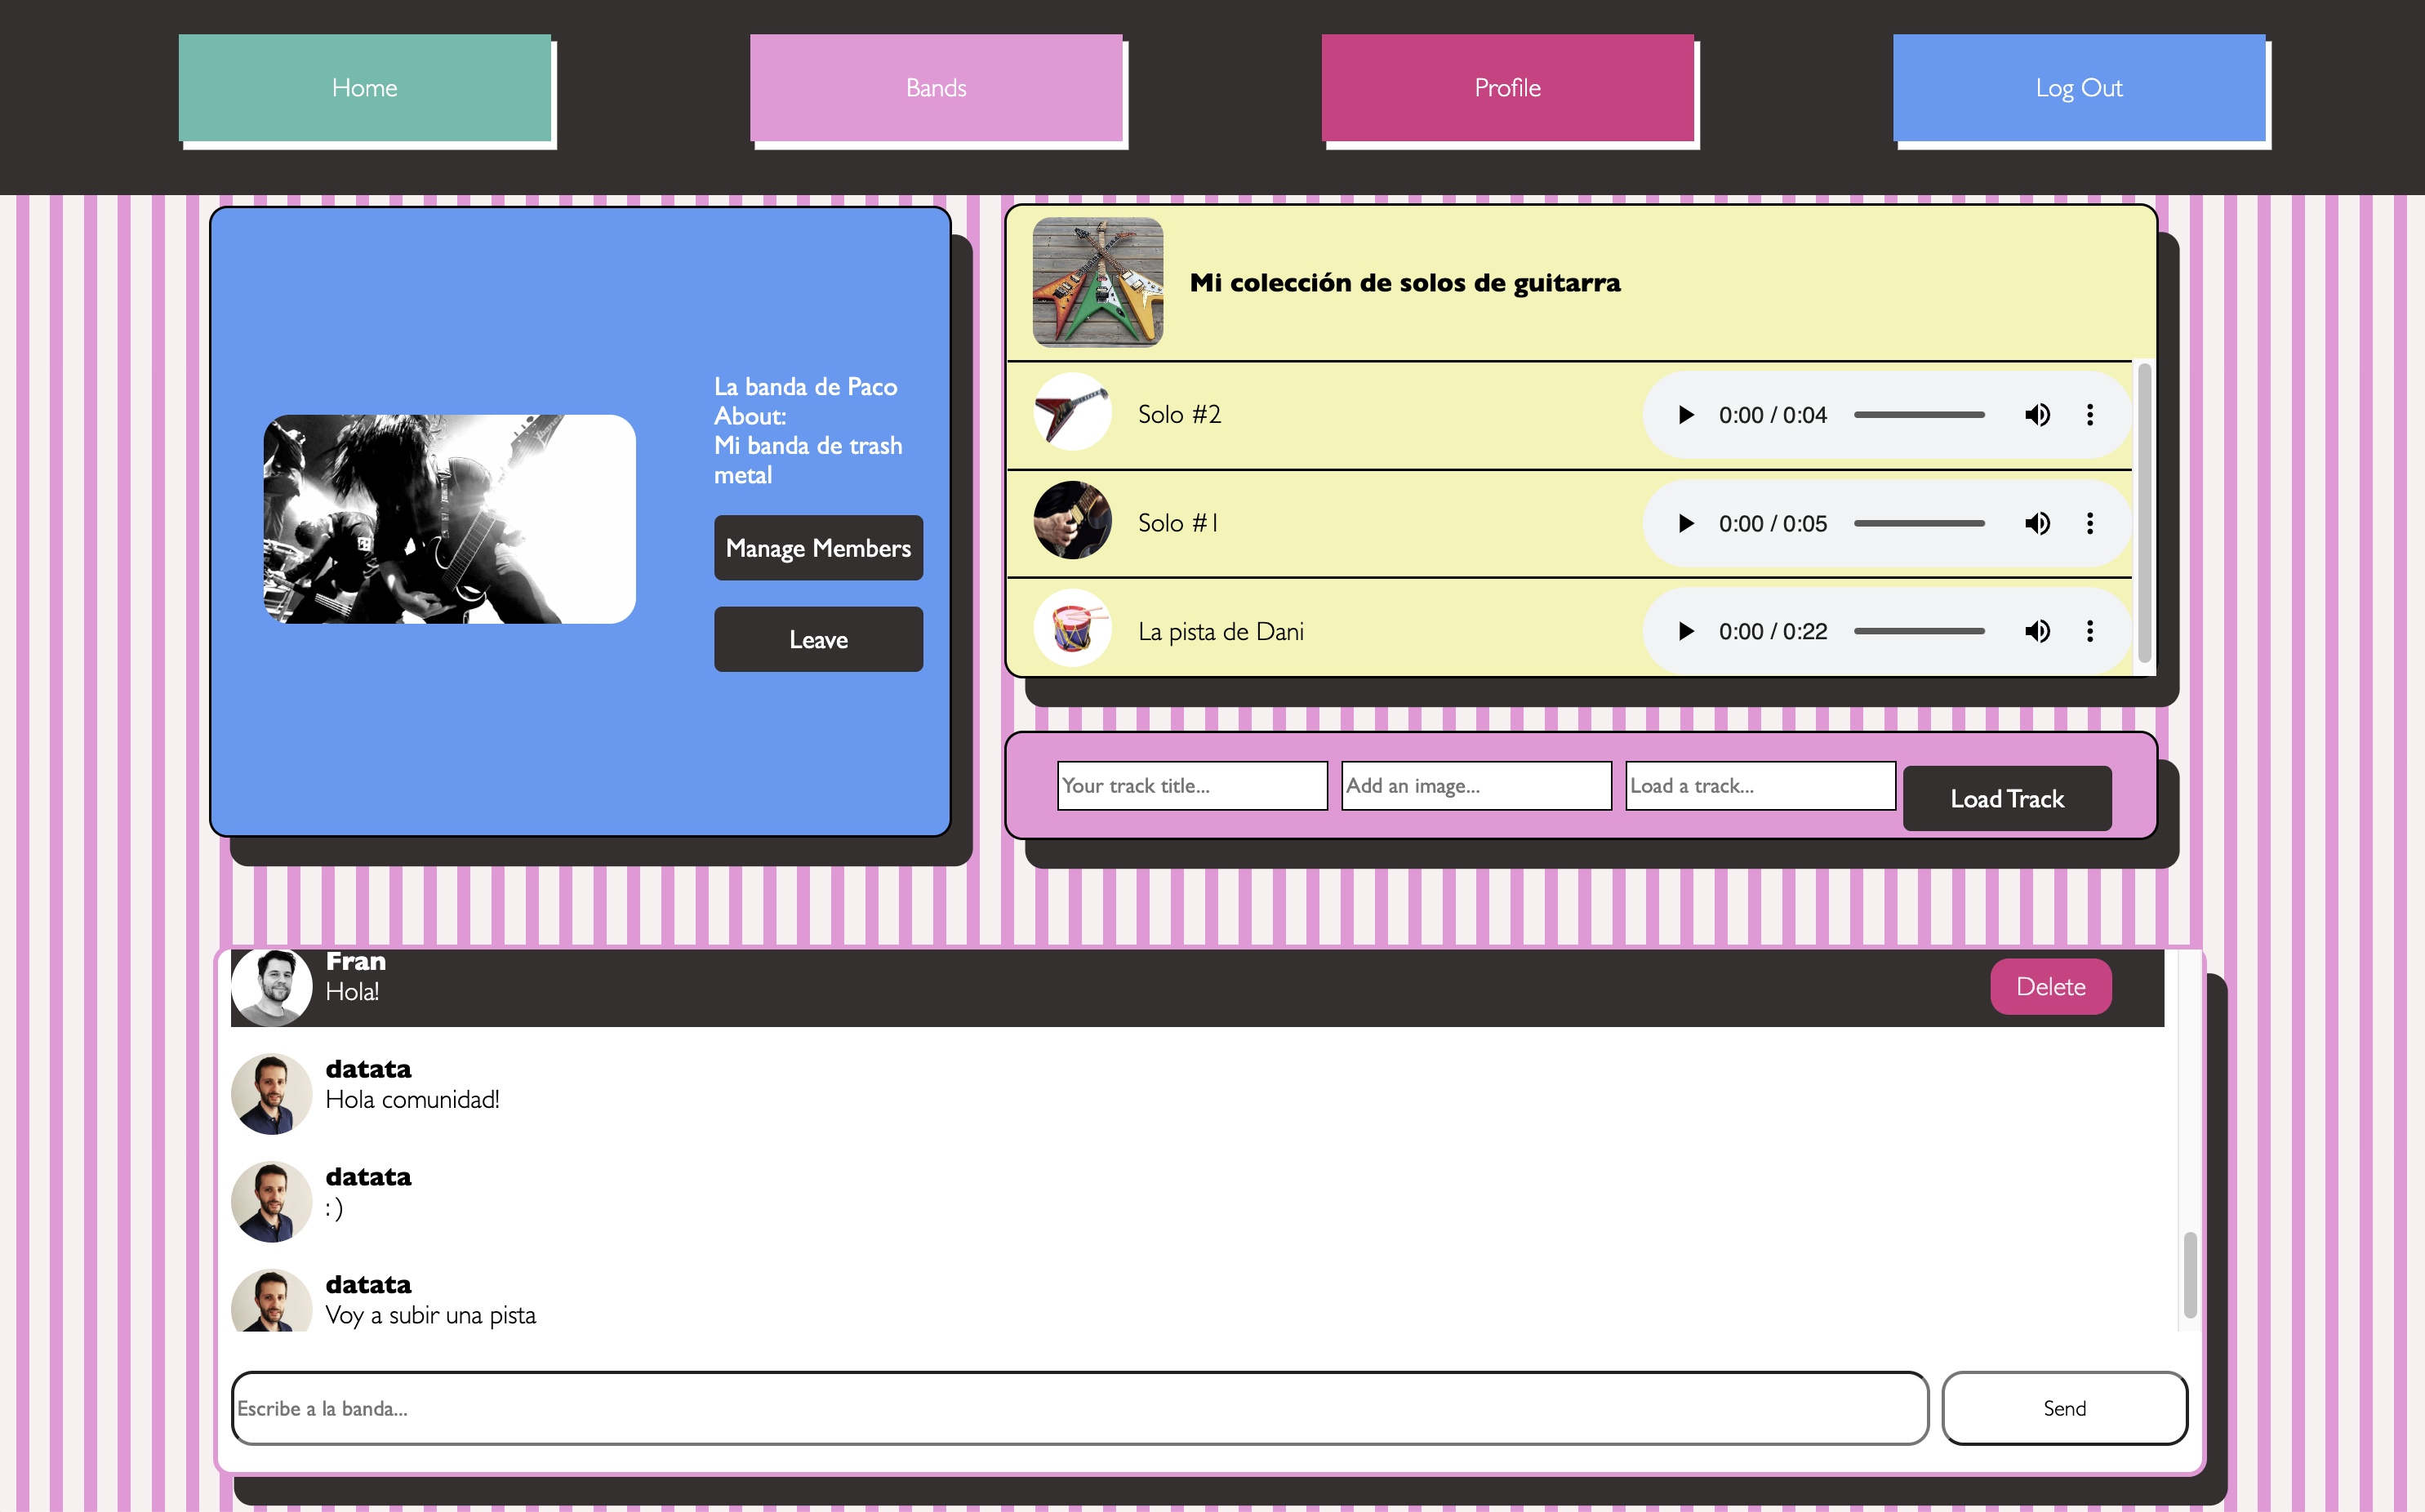 Home
Bands
Profile
Log Out
La banda de Paco
About:
Mi banda de trash
metal
Manage Members
Leave
Mi colección de solos de guitarra
Solo #2
0:00 / 0:04
Solo #1
0:00 / 0:05
La pista de Dani
0:00 / 0:22
Your track title...
Add an image...
Load a track...
Load Track
Fran
Hola!
Delete
datata
Hola comunidad!
datata
:)
datata
Voy a subir una pista
Escribe a la banda...
Send